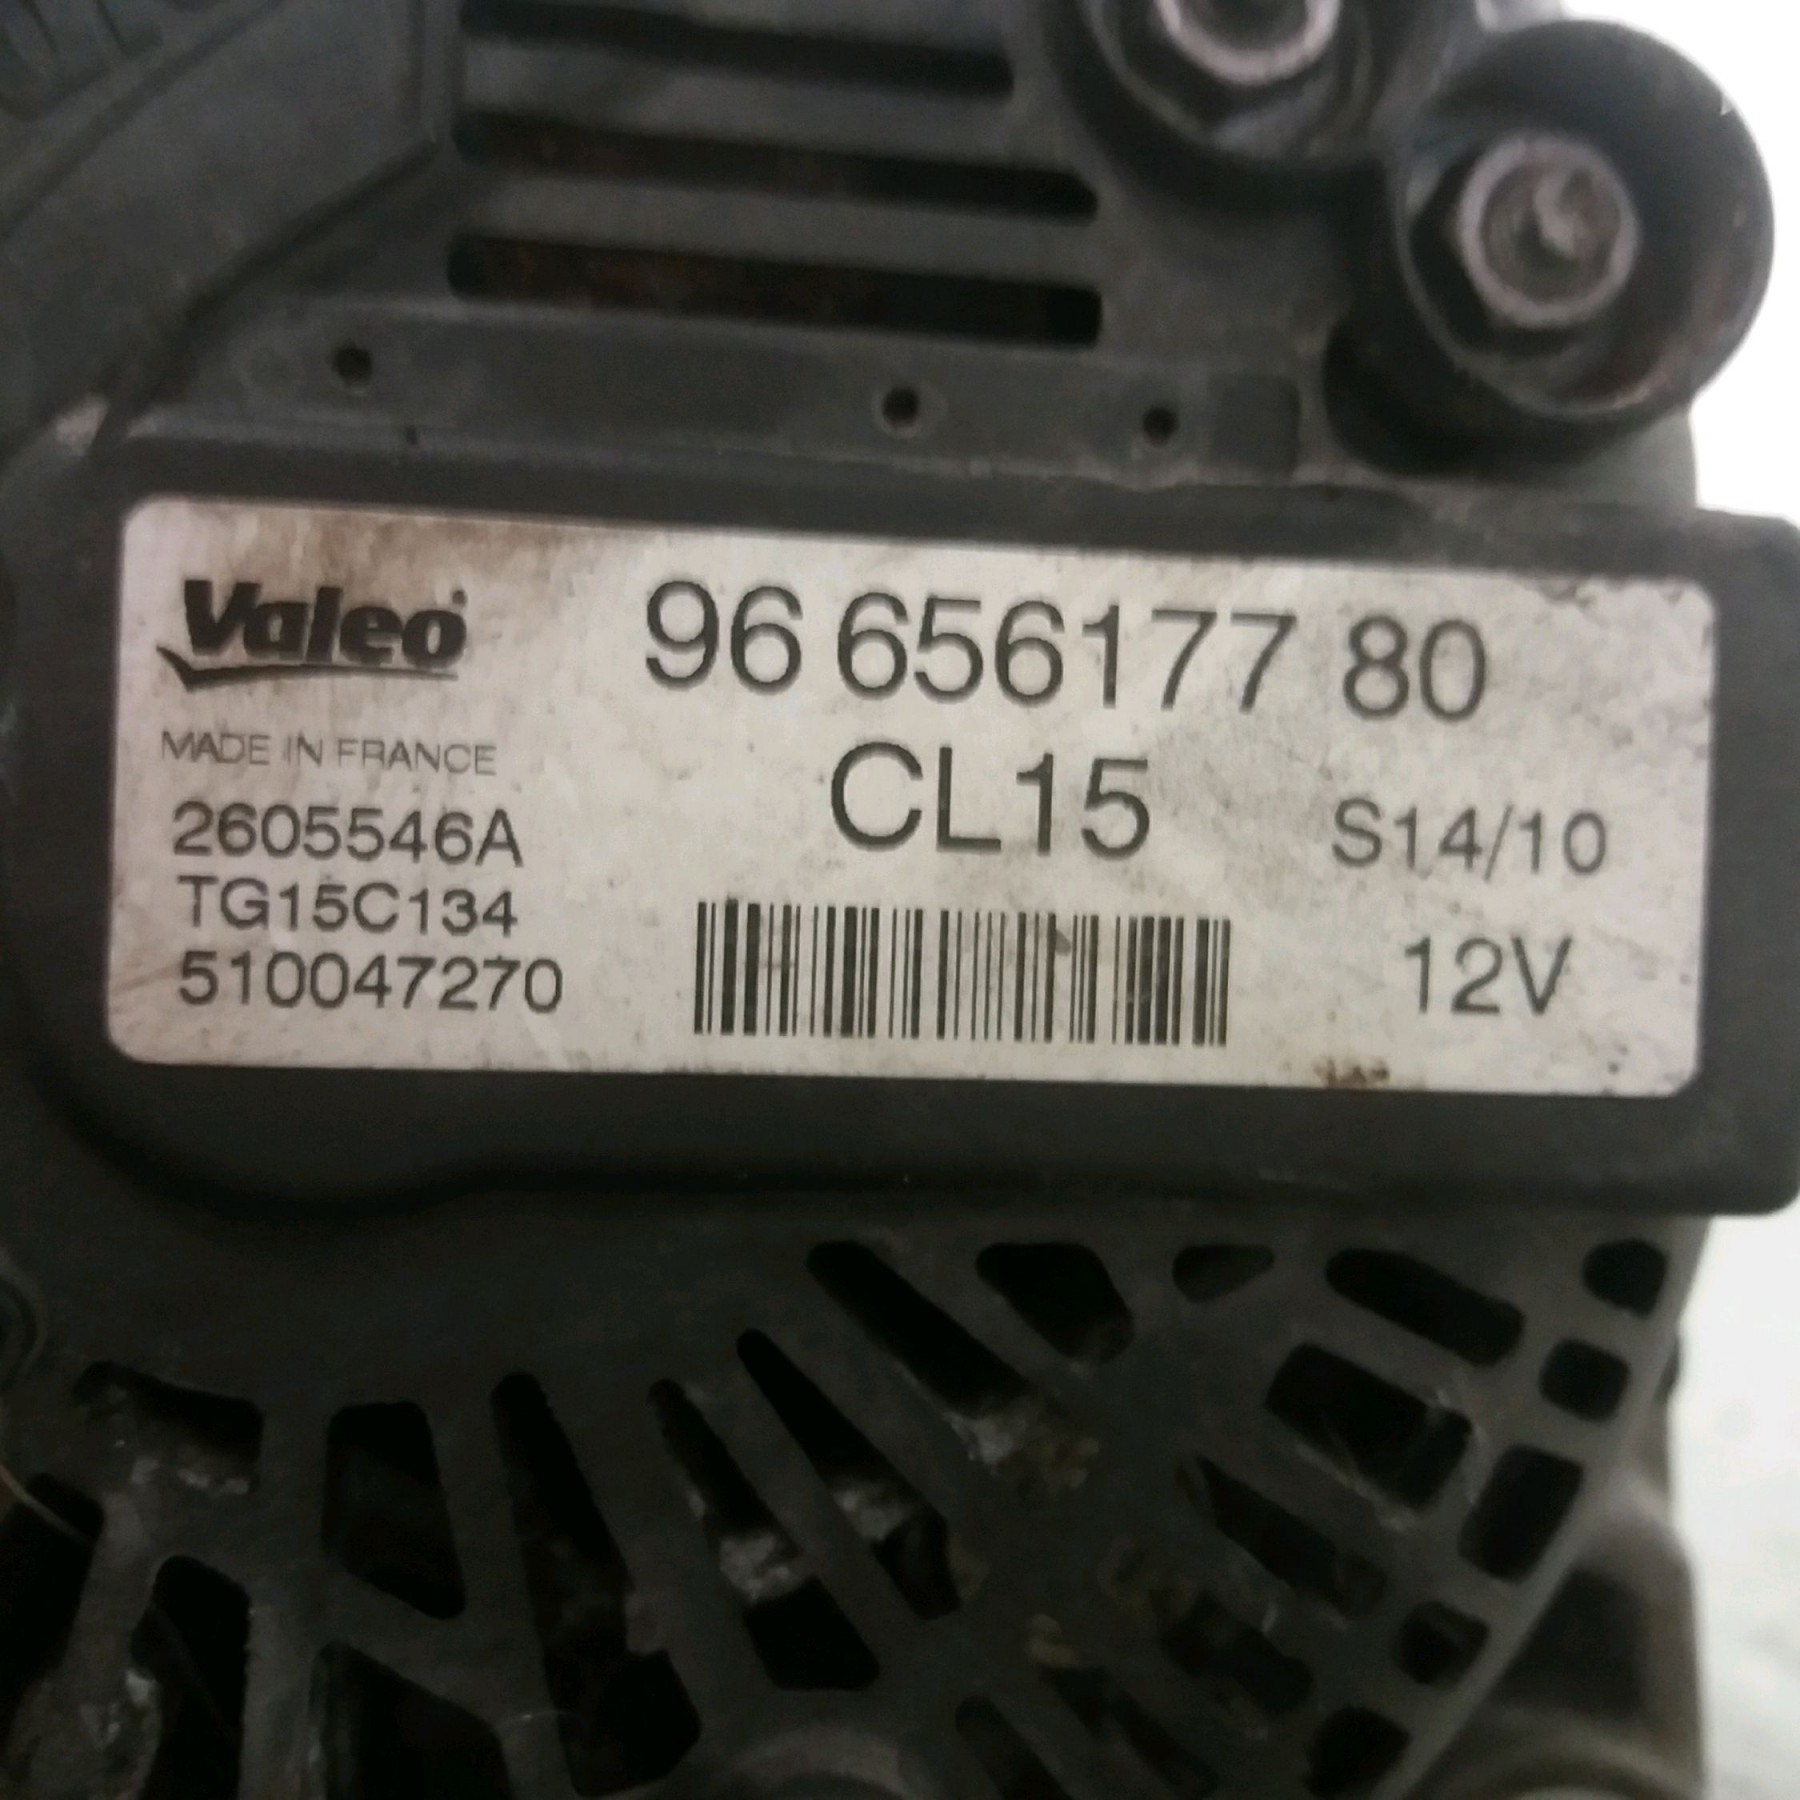 Valeo
96 656177 80
MADE IN FRANCE
CL15
S14/10
2605546A
TG15C134
510047270
12V